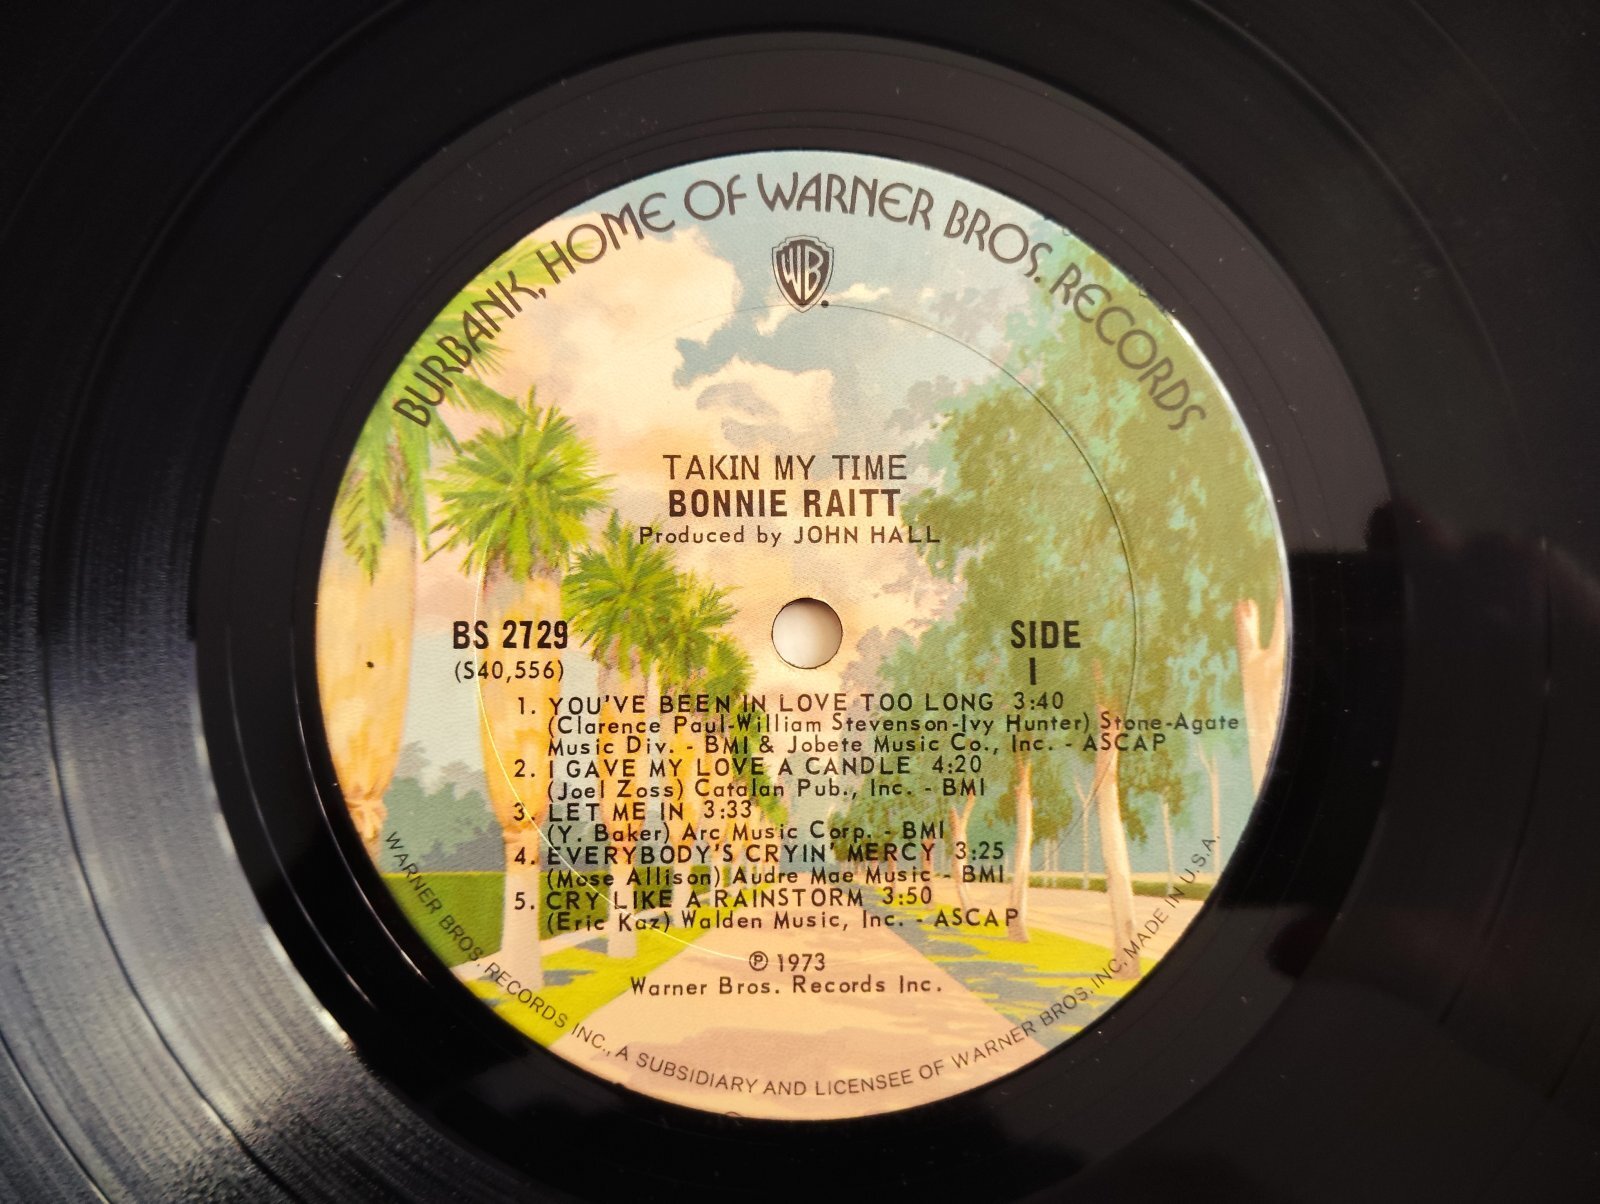 BURBANK, HOME OF WARNER BROS. RECORDS
WB
TAKIN MY TIME
BONNIE RAITT
Produced by JOHN HALL
BS 2729
(S40,556)
SIDE
I
1. YOU'VE BEEN IN LOVE TOO LONG 3:40
(Clarence Paul-William Stevenson-Ivy Hunter) Stone-Agate
Music Div. - BMI & Jobete Music Co., Inc. - ASCAP
2. I GAVE MY LOVE A CANDLE 4:20
(Joel Zoss) Catalan Pub., Inc. - BMI
3. LET ME IN 3:33
(Y. Baker) Arc Music Corp. - BMI
4. EVERYBODY'S CRYIN' MERCY 3:25
(Mose Allison) Audre Mae Music - BMI
5. CRY LIKE A RAINSTORM 3:50
(Eric Kaz) Walden Music, Inc. - ASCAP
℗ 1973
Warner Bros. Records Inc.
WARNER BROS. RECORDS INC., A SUBSIDIARY AND LICENSEE OF WARNER BROS. INC. MADE IN U.S.A.